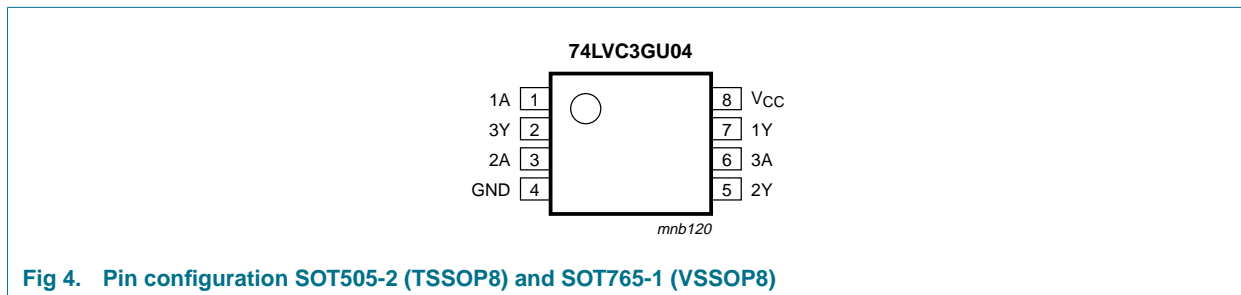 74LVC3GU04
1A 1 8 VCC
3Y 2 7 1Y
2A 3 6 3A
GND 4 5 2Y
mnb120
Fig 4. Pin configuration SOT505-2 (TSSOP8) and SOT765-1 (VSSOP8)